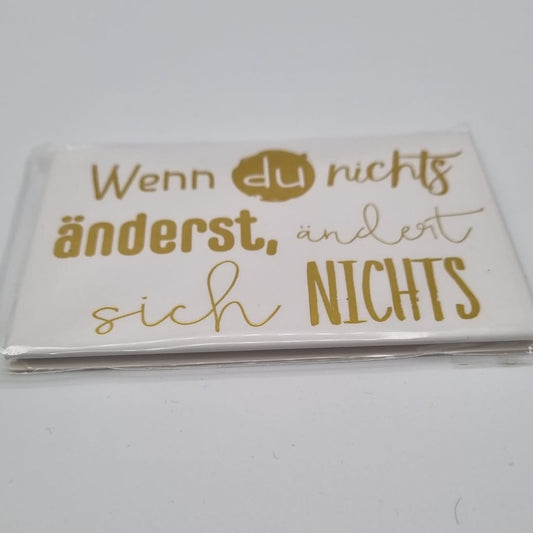 Wenn du nichts
änderst, ändert
sich NICHTS